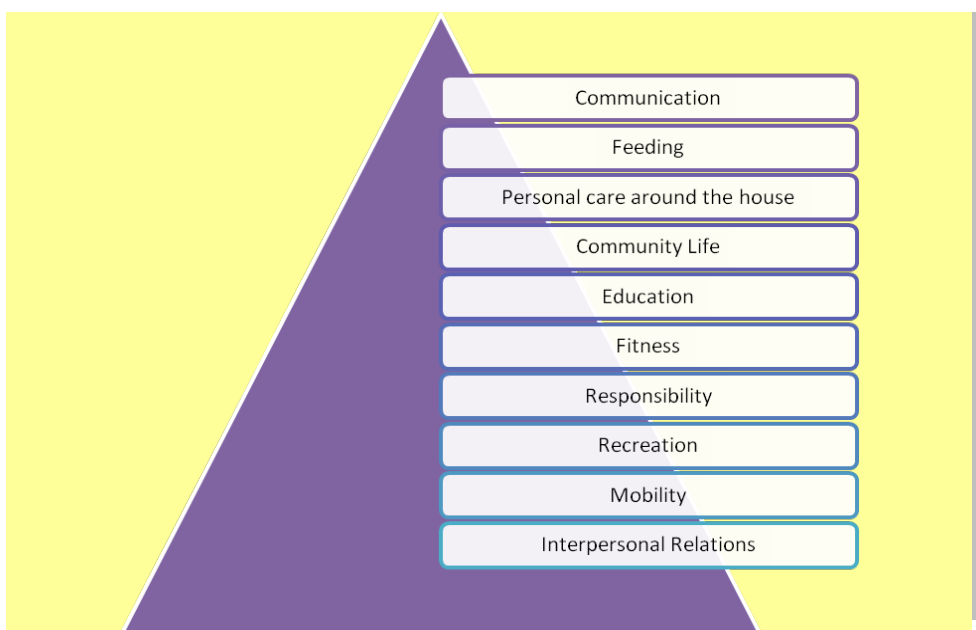 Communication
Feeding
Personal care around the house
Community Life
Education
Fitness
Responsibility
Recreation
Mobility
Interpersonal Relations